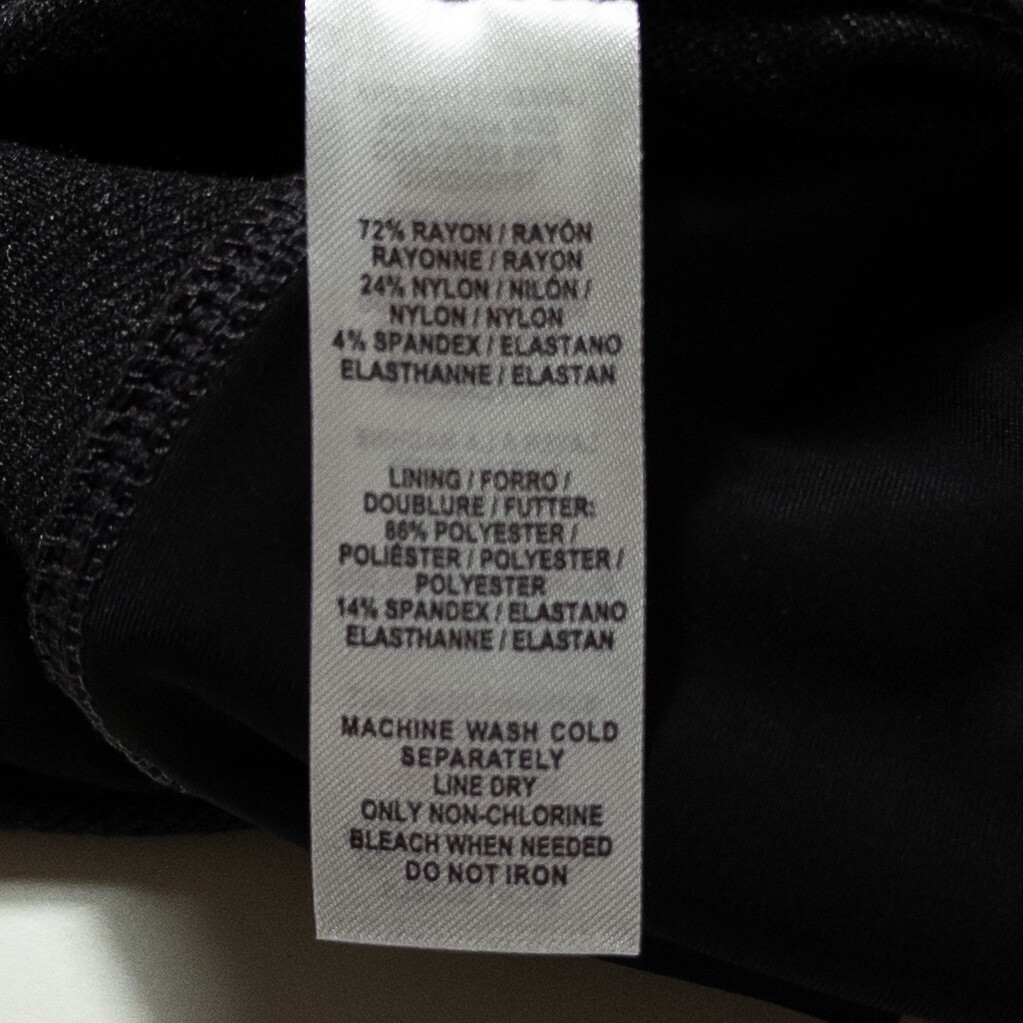 72% RAYON / RAYÓN
RAYONNE / RAYON
24% NYLON / NILÓN /
NYLON / NYLON
4% SPANDEX / ELASTANO
ELASTHANNE / ELASTAN
LINING / FORRO /
DOUBLURE / FUTTER:
86% POLYESTER /
POLIÉSTER / POLYESTER /
POLYESTER
14% SPANDEX / ELASTANO
ELASTHANNE / ELASTAN
MACHINE WASH COLD
SEPARATELY
LINE DRY
ONLY NON-CHLORINE
BLEACH WHEN NEEDED
DO NOT IRON